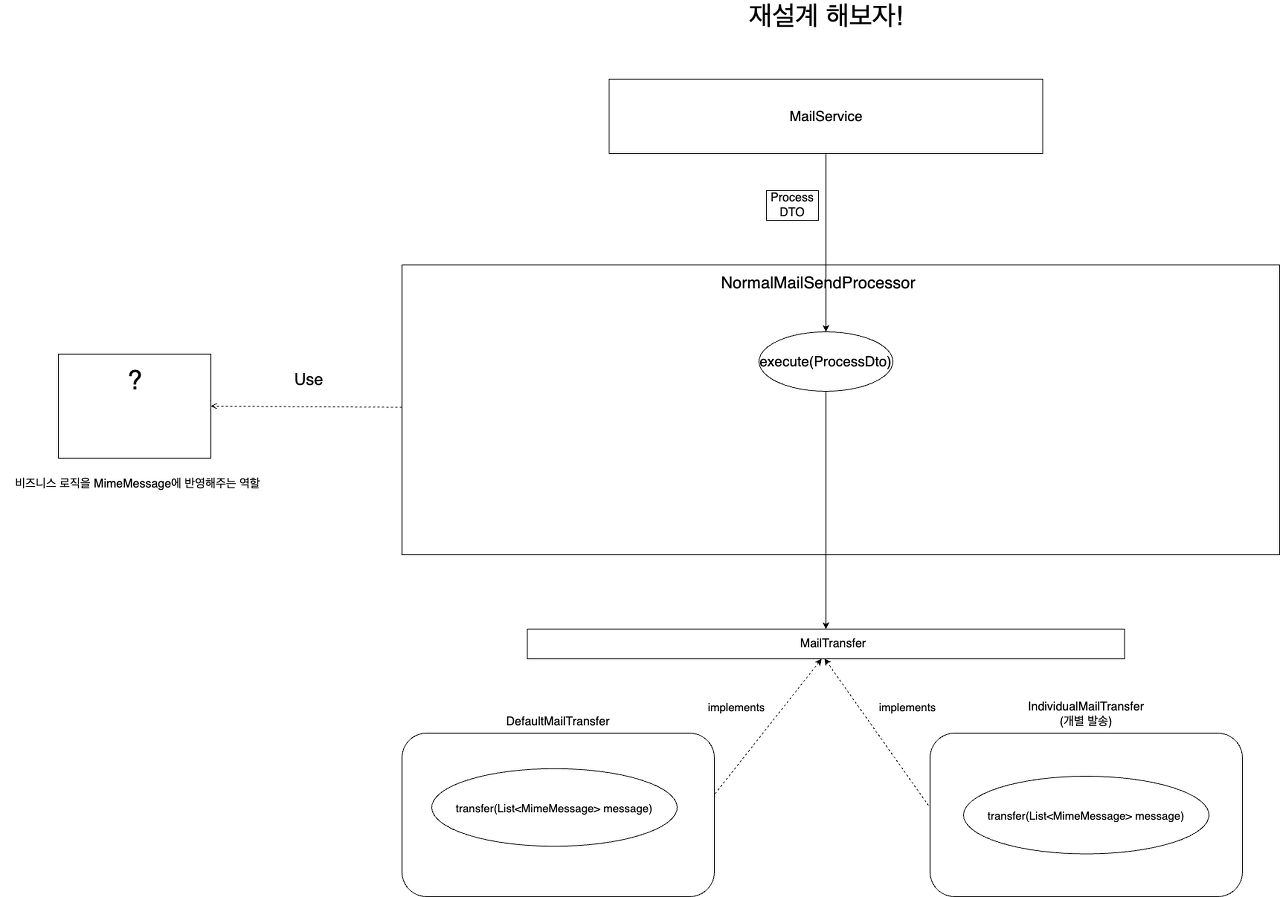 재설계 해보자!
MailService
Process
DTO
NormalMailSendProcessor
execute(ProcessDto)
?
Use
비즈니스 로직을 MimeMessage에 반영해주는 역할
MailTransfer
implements
implements
DefaultMailTransfer
IndividualMailTransfer
(개별 발송)
transfer(List<MimeMessage> message)
transfer(List<MimeMessage> message)